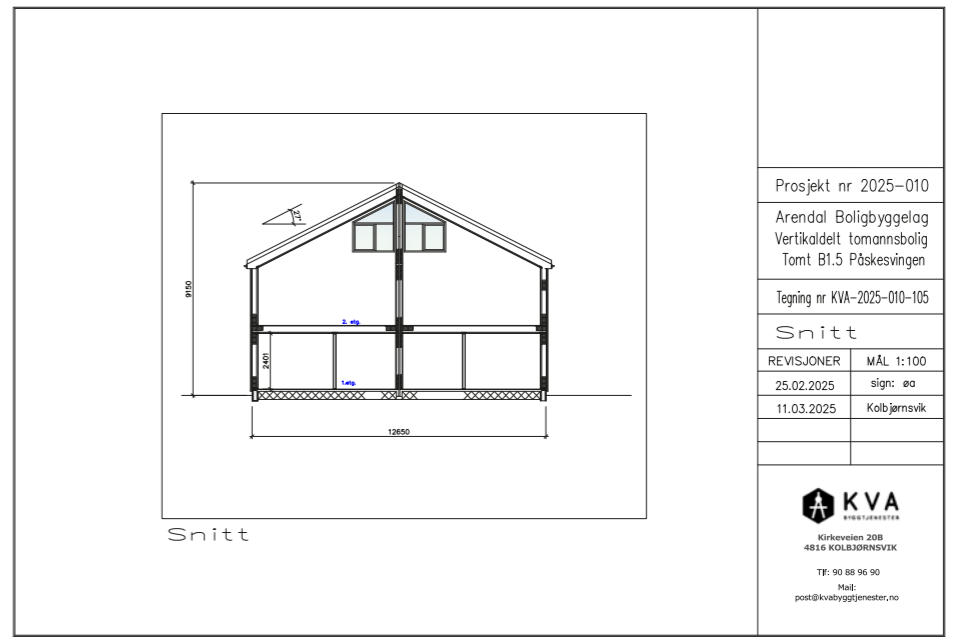 9150
27°
2. etg.
2401
1.etg.
12650
Snitt
Prosjekt nr 2025-010
Arendal Boligbyggelag
Vertikaldelt tomannsbolig
Tomt B1.5 Påskesvingen
Tegning nr KVA-2025-010-105
Snitt
REVISJONER MÅL 1:100
25.02.2025 sign: øa
11.03.2025 Kolbjørnsvik
KVA
BYGGTJENESTER
Kirkeveien 20B
4816 KOLBJØRNSVIK
Tlf: 90 88 96 90
Mail:
post@kvabyggtjenester.no